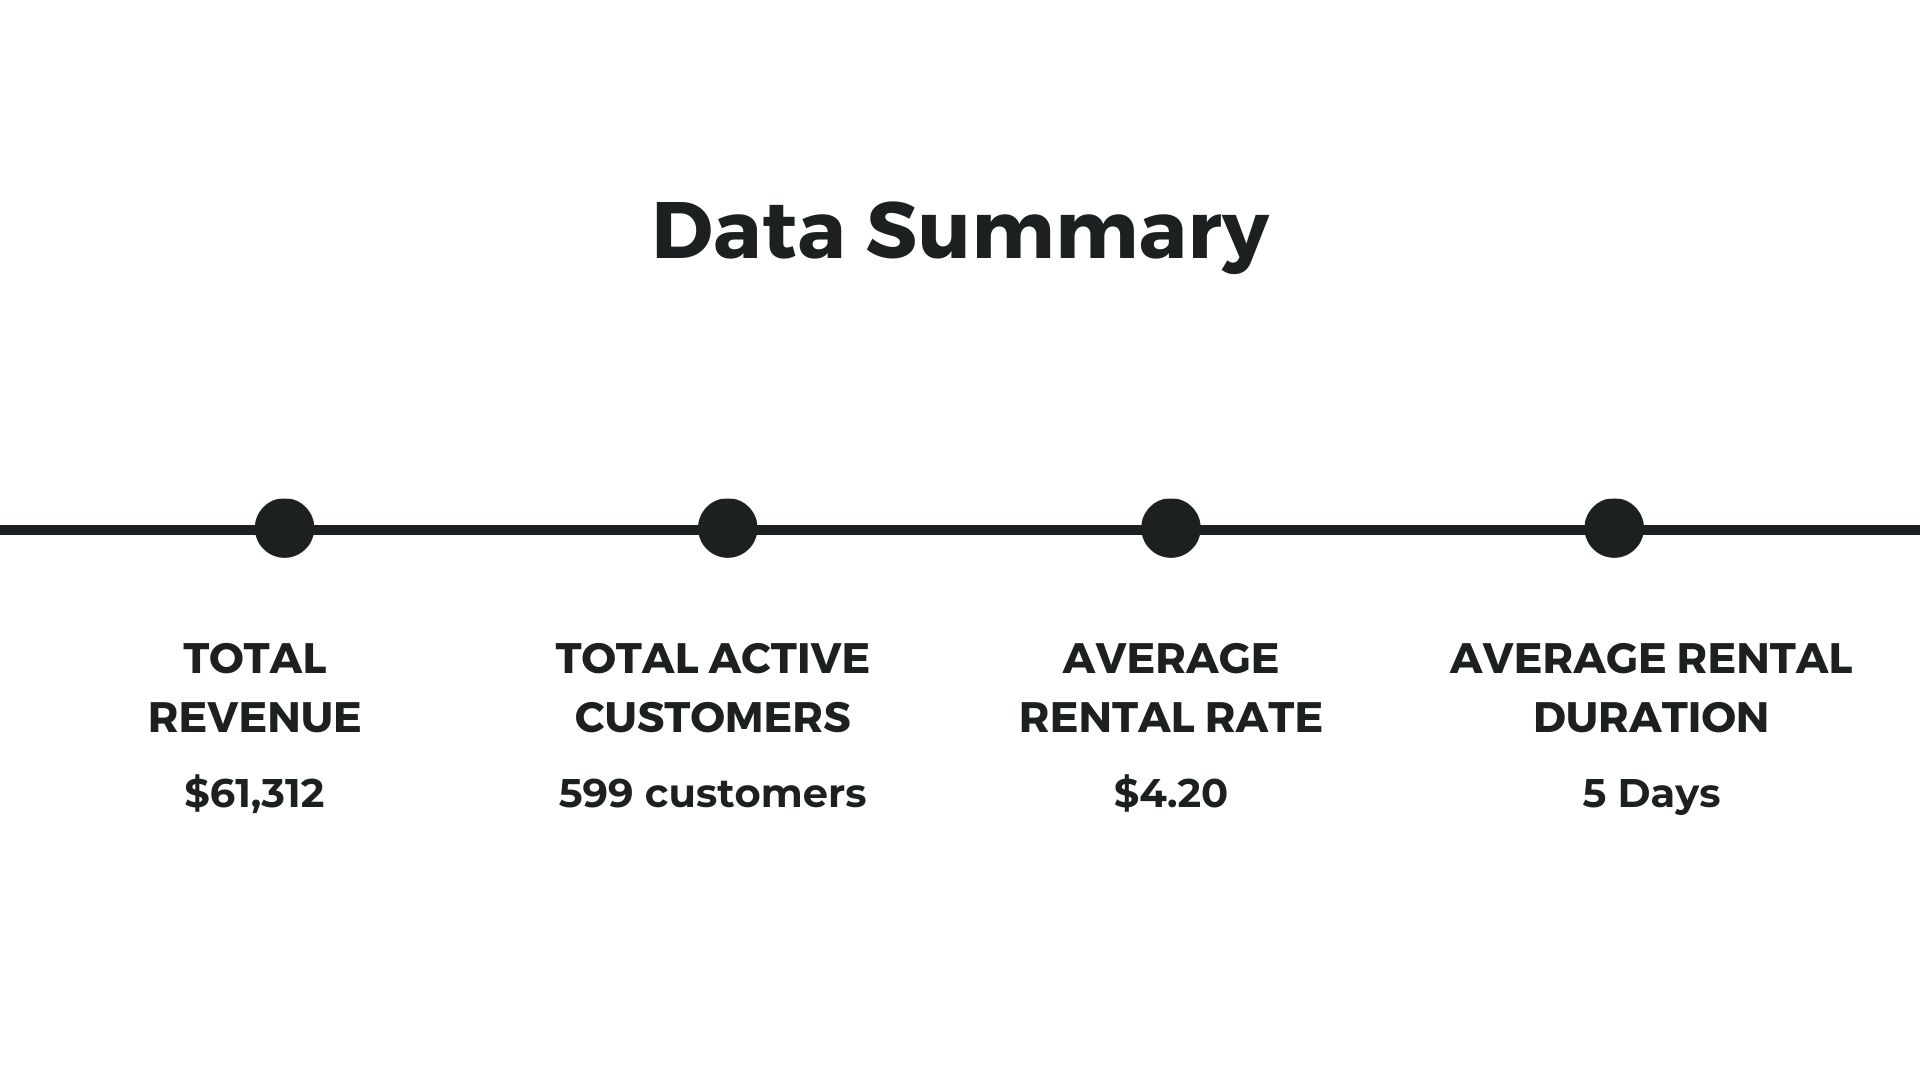 Data Summary
TOTAL
REVENUE
$61,312
TOTAL ACTIVE
CUSTOMERS
599 customers
AVERAGE
RENTAL RATE
$4.20
AVERAGE RENTAL
DURATION
5 Days